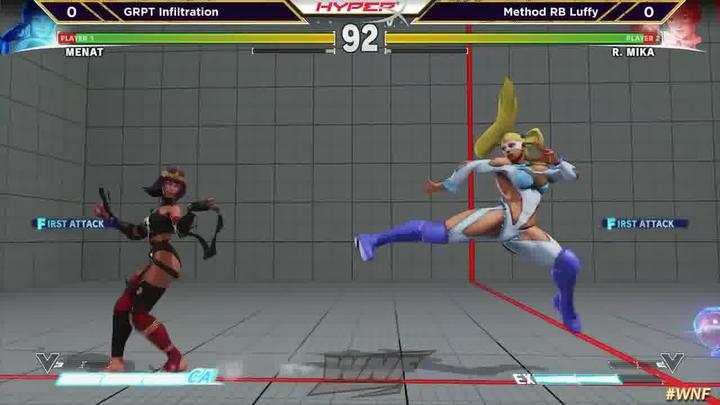 0 GRPT Infiltration HYPER Method RB Luffy 0
PLAYER 1 92 PLAYER 2
MENAT R. MIKA
FIRST ATTACK FIRST ATTACK
WNF
V CA EX V
#WNF